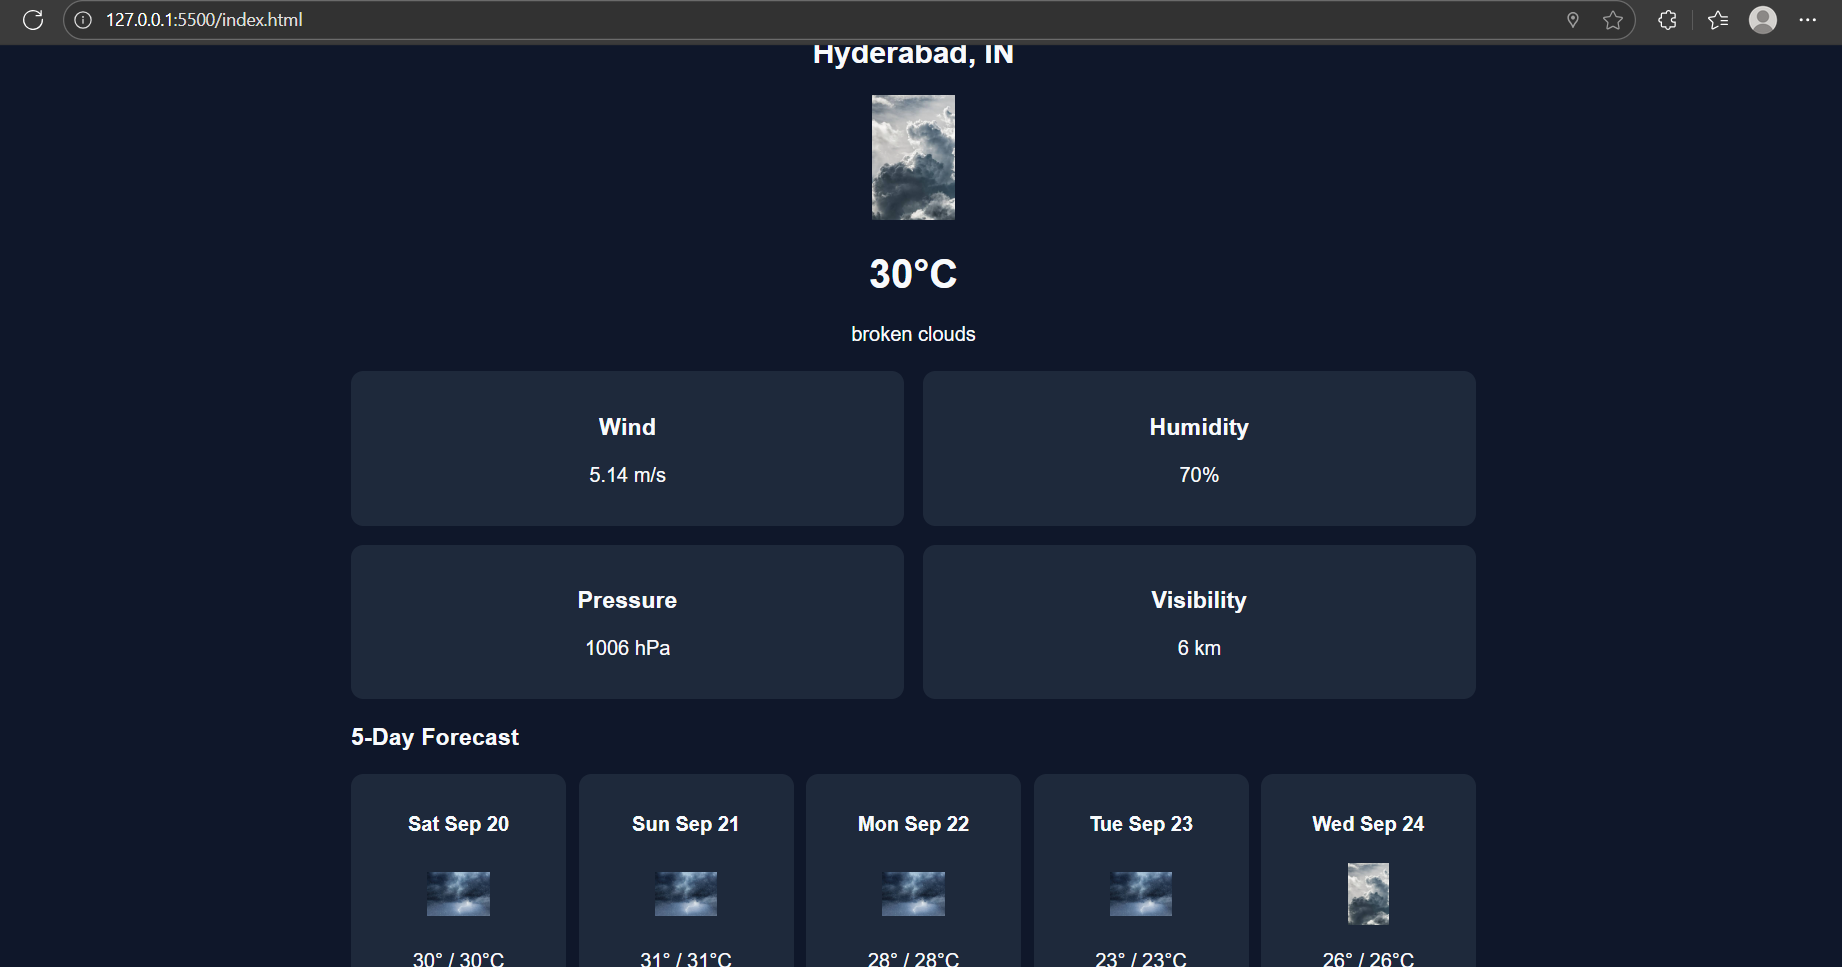 127.0.0.1:5500/index.html
Hyderabad, IN
30°C
broken clouds
Wind
5.14 m/s
Humidity
70%
Pressure
1006 hPa
Visibility
6 km
5-Day Forecast
Sat Sep 20
30° / 30°C
Sun Sep 21
31° / 31°C
Mon Sep 22
28° / 28°C
Tue Sep 23
23° / 23°C
Wed Sep 24
26° / 26°C